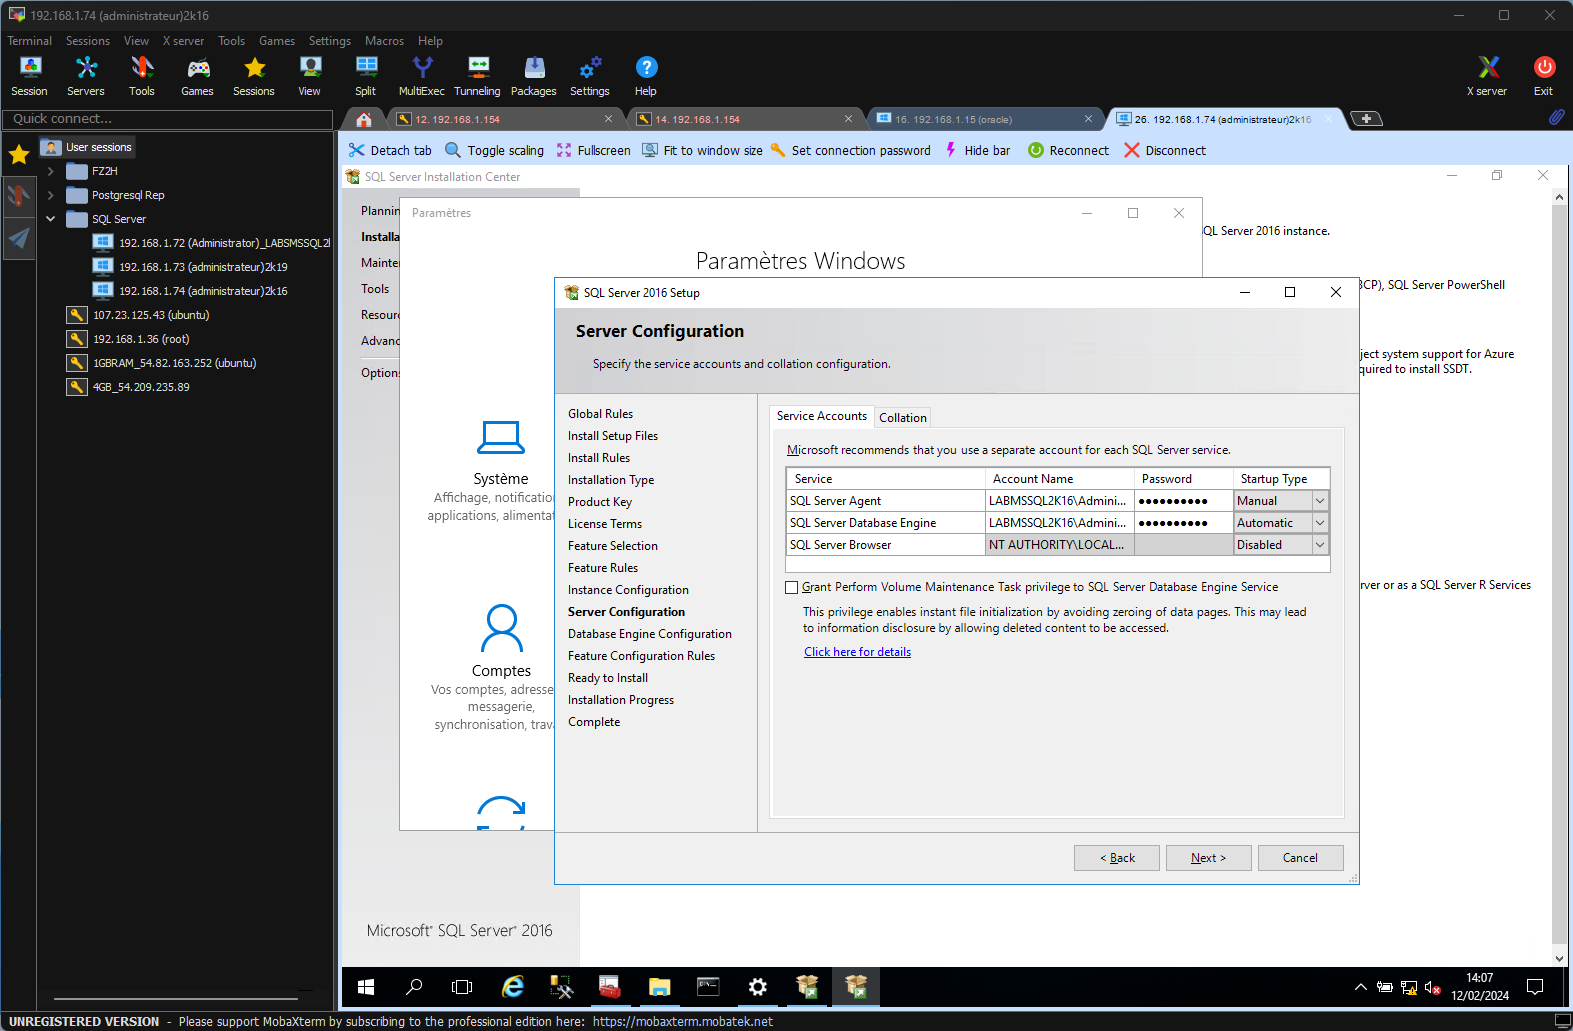 192.168.1.74 (administrateur)2k16
Terminal Sessions View X server Tools Games Settings Macros Help
Session Servers Tools Games Sessions View Split MultiExec Tunneling Packages Settings Help X server Exit
Quick connect...
12. 192.168.1.154
14. 192.168.1.154
16. 192.168.1.15 (oracle)
26. 192.168.1.74 (administrateur)2k16
Detach tab Toggle scaling Fullscreen Fit to window size Set connection password Hide bar Reconnect Disconnect
User sessions
FZ2H
Postgresql Rep
SQL Server
192.168.1.72 (Administrator)_LABSMSSQL2
192.168.1.73 (administrateur)2k19
192.168.1.74 (administrateur)2k16
107.23.125.43 (ubuntu)
192.168.1.36 (root)
1GBRAM_54.82.163.252 (ubuntu)
4GB_54.209.235.89
SQL Server Installation Center
Plannin
Installa
Mainte
Tools
Resour
Advanc
Options
SQL Server 2016 instance.
BCP), SQL Server PowerShell
ject system support for Azure
quired to install SSDT.
rver or as a SQL Server R Services
Microsoft® SQL Server® 2016
Paramètres
Paramètres Windows
Système
Affichage, notification
applications, alimentat
Comptes
Vos comptes, adresse
messagerie,
synchronisation, trava
SQL Server 2016 Setup
Server Configuration
Specify the service accounts and collation configuration.
Global Rules
Install Setup Files
Install Rules
Installation Type
Product Key
License Terms
Feature Selection
Feature Rules
Instance Configuration
Server Configuration
Database Engine Configuration
Feature Configuration Rules
Ready to Install
Installation Progress
Complete
Service Accounts Collation
Microsoft recommends that you use a separate account for each SQL Server service.
Service Account Name Password Startup Type
SQL Server Agent LABMSSQL2K16\Admini... ●●●●●●●●●● Manual
SQL Server Database Engine LABMSSQL2K16\Admini... ●●●●●●●●●● Automatic
SQL Server Browser NT AUTHORITY\LOCAL... Disabled
Grant Perform Volume Maintenance Task privilege to SQL Server Database Engine Service
This privilege enables instant file initialization by avoiding zeroing of data pages. This may lead
to information disclosure by allowing deleted content to be accessed.
Click here for details
< Back Next > Cancel
14:07
12/02/2024
UNREGISTERED VERSION - Please support MobaXterm by subscribing to the professional edition here: https://mobaxterm.mobatek.net